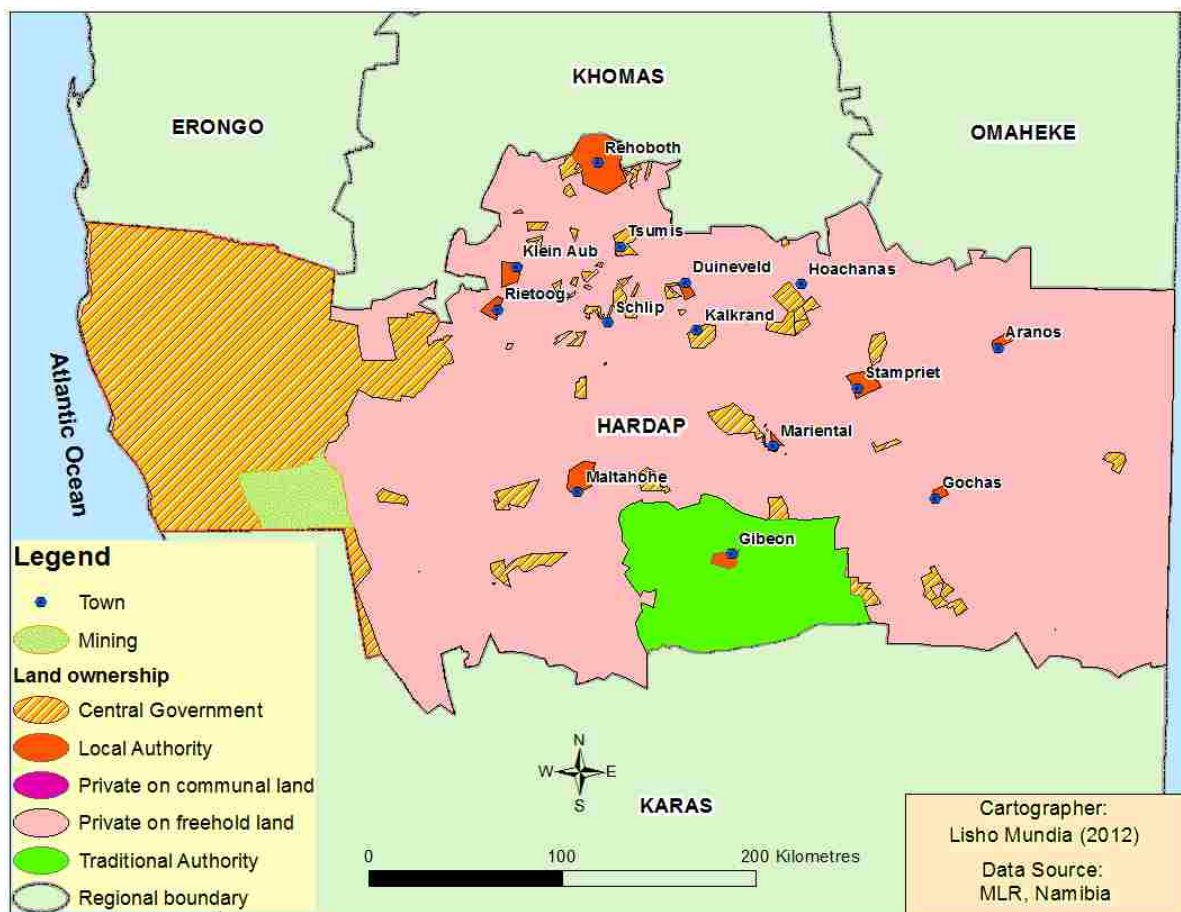 KHOMAS
ERONGO
OMAHEKE
Rehoboth
Tsumis
Klein Aub
Duineveld
Hoachanas
Rietoog
Schlip
Kalkrand
Aranos
Stampriet
Atlantic Ocean
HARDAP
Mariental
Maltahohe
Gochas
Gibeon
Legend
Town
Mining
Land ownership
Central Government
Local Authority
Private on communal land
Private on freehold land
Traditional Authority
Regional boundary
N
W
E
S
KARAS
0
100
200 Kilometres
Cartographer:
Lisho Mundia (2012)
Data Source:
MLR, Namibia